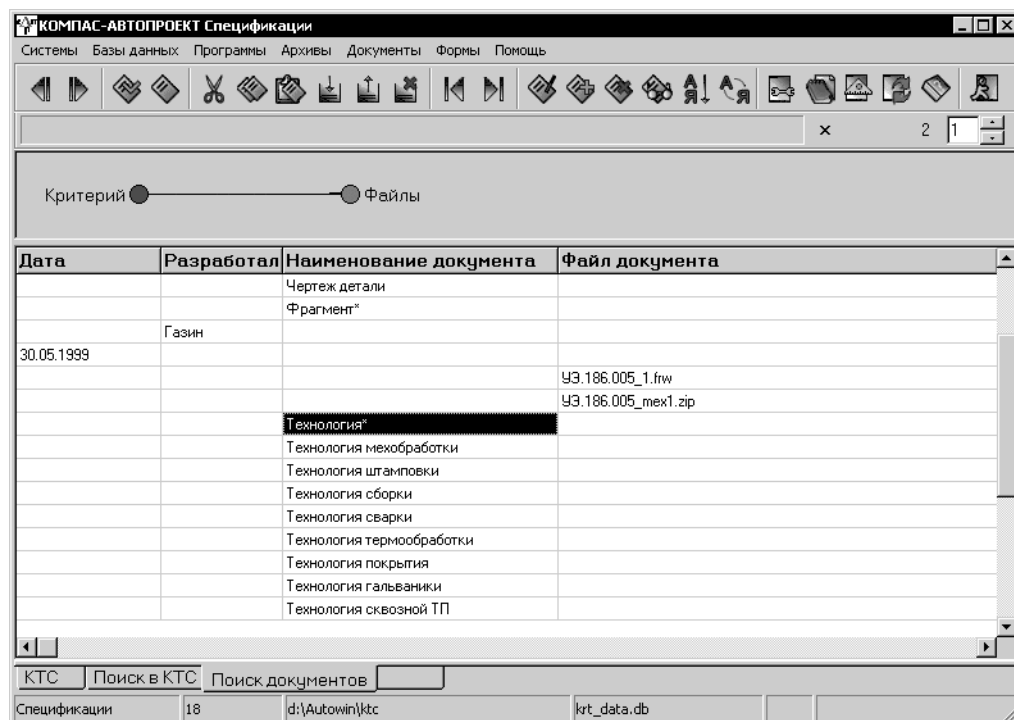 КОМПАС-АВТОПРОЕКТ Спецификации
Системы Базы данных Программы Архивы Документы Формы Помощь
× 2 1
Критерий Файлы
Дата Разработал Наименование документа Файл документа
Чертеж детали
Фрагмент*
Газин
30.05.1999
УЭ.186.005_1.frw
УЭ.186.005_mex1.zip
Технология*
Технология мехобработки
Технология штамповки
Технология сборки
Технология сварки
Технология термообработки
Технология покрытия
Технология гальваники
Технология сквозной ТП
КТС Поиск в КТС Поиск документов
Спецификации 18 d:\Autowin\ktc krt_data.db